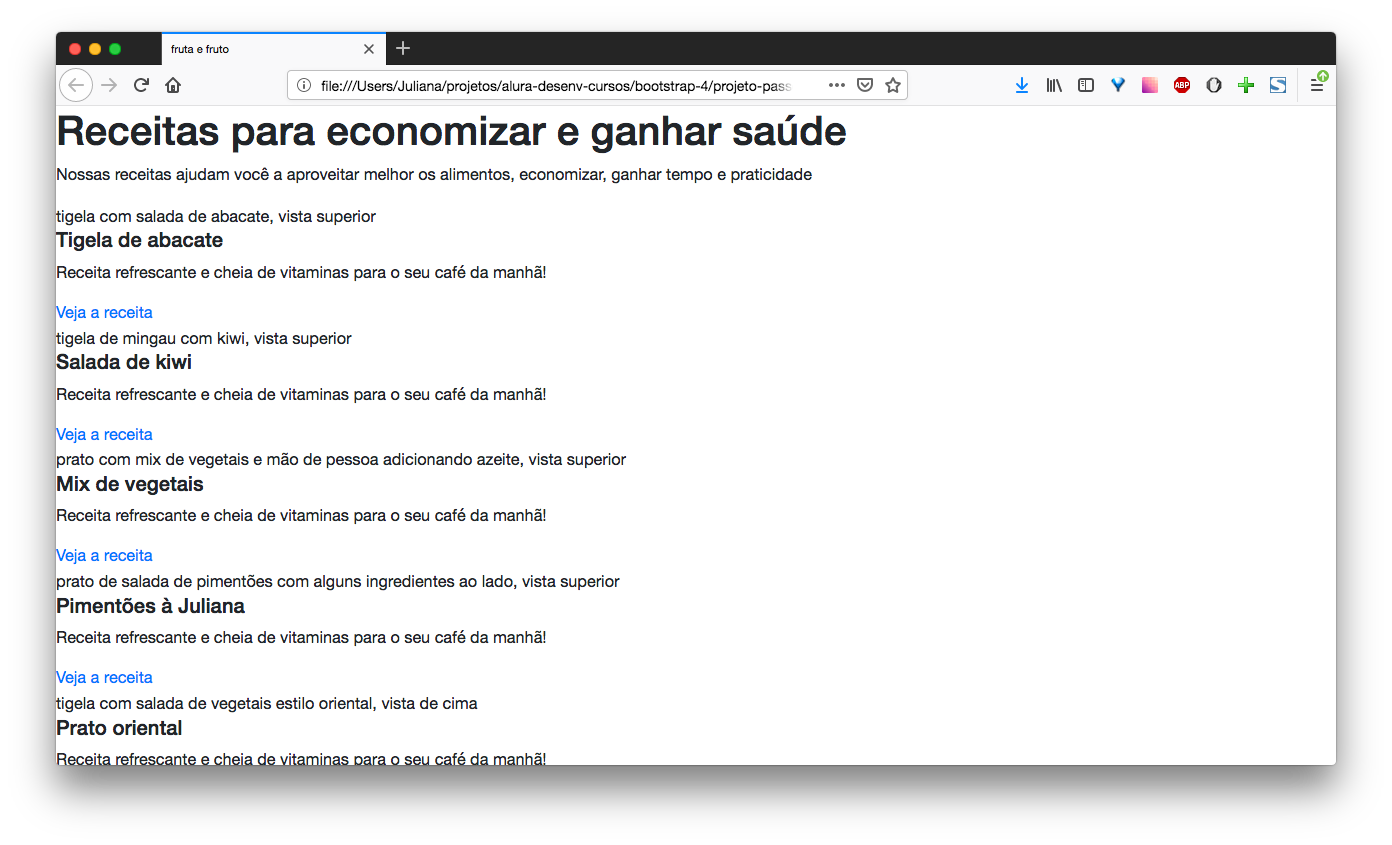 fruta e fruto
file:///Users/Juliana/projetos/alura-desenv-cursos/bootstrap-4/projeto-pass
ABP
Receitas para economizar e ganhar saúde
Nossas receitas ajudam você a aproveitar melhor os alimentos, economizar, ganhar tempo e praticidade
tigela com salada de abacate, vista superior
Tigela de abacate
Receita refrescante e cheia de vitaminas para o seu café da manhã!
Veja a receita
tigela de mingau com kiwi, vista superior
Salada de kiwi
Receita refrescante e cheia de vitaminas para o seu café da manhã!
Veja a receita
prato com mix de vegetais e mão de pessoa adicionando azeite, vista superior
Mix de vegetais
Receita refrescante e cheia de vitaminas para o seu café da manhã!
Veja a receita
prato de salada de pimentões com alguns ingredientes ao lado, vista superior
Pimentões à Juliana
Receita refrescante e cheia de vitaminas para o seu café da manhã!
Veja a receita
tigela com salada de vegetais estilo oriental, vista de cima
Prato oriental
Receita refrescante e cheia de vitaminas para o seu café da manhã!